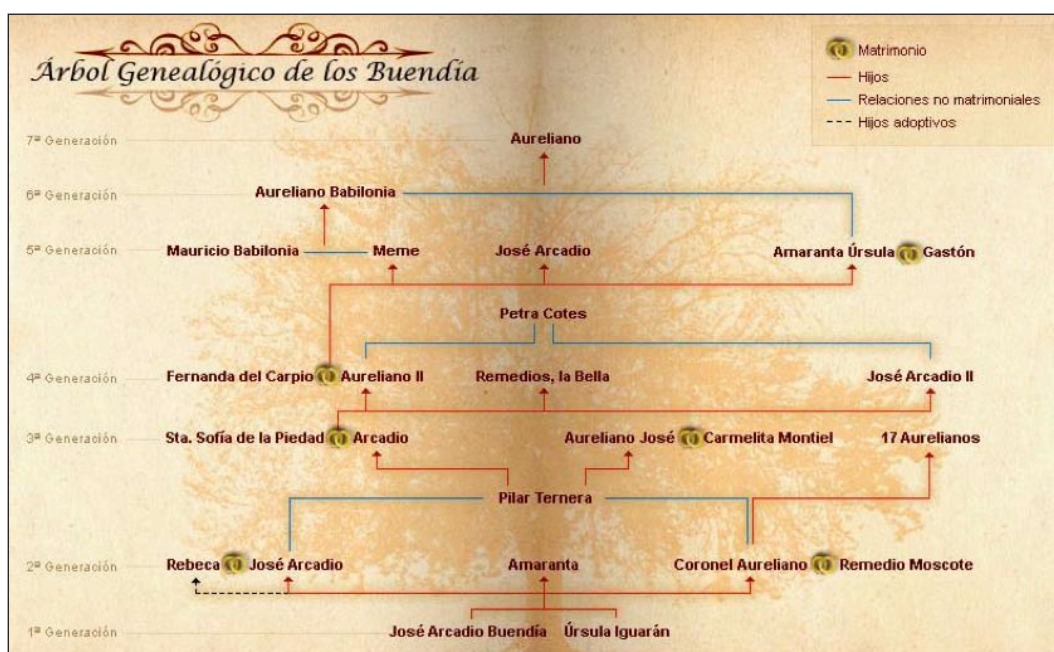 Árbol Genealógico de los Buendía
Matrimonio
Hijos
Relaciones no matrimoniales
Hijos adoptivos
7ª Generación Aureliano
6ª Generación Aureliano Babilonia
5ª Generación Mauricio Babilonia Meme José Arcadio Amaranta Úrsula Gastón
Petra Cotes
4ª Generación Fernanda del Carpio Aureliano II Remedios, la Bella José Arcadio II
3ª Generación Sta. Sofía de la Piedad Arcadio Aureliano José Carmelita Montiel 17 Aurelianos
Pilar Ternera
2ª Generación Rebeca José Arcadio Amaranta Coronel Aureliano Remedio Moscote
1ª Generación José Arcadio Buendía Úrsula Iguarán